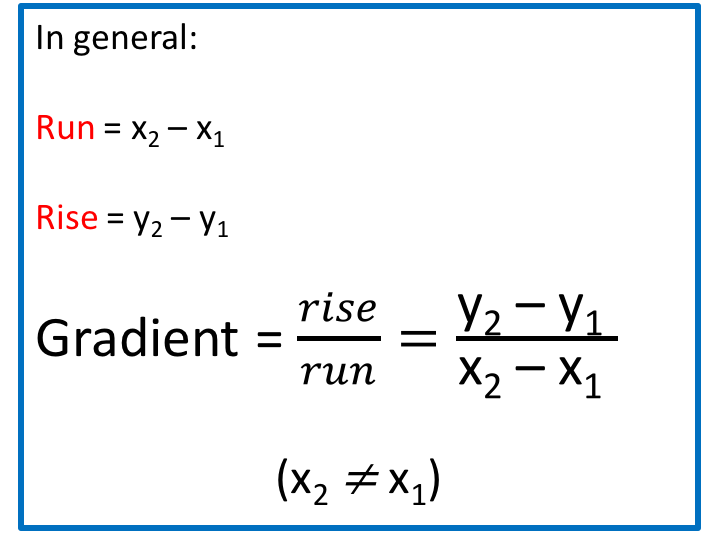 In general:
Run = x₂ – x₁
Rise = y₂ – y₁
Gradient = rise/run = y₂ – y₁/x₂ – x₁
(x₂ ≠ x₁)